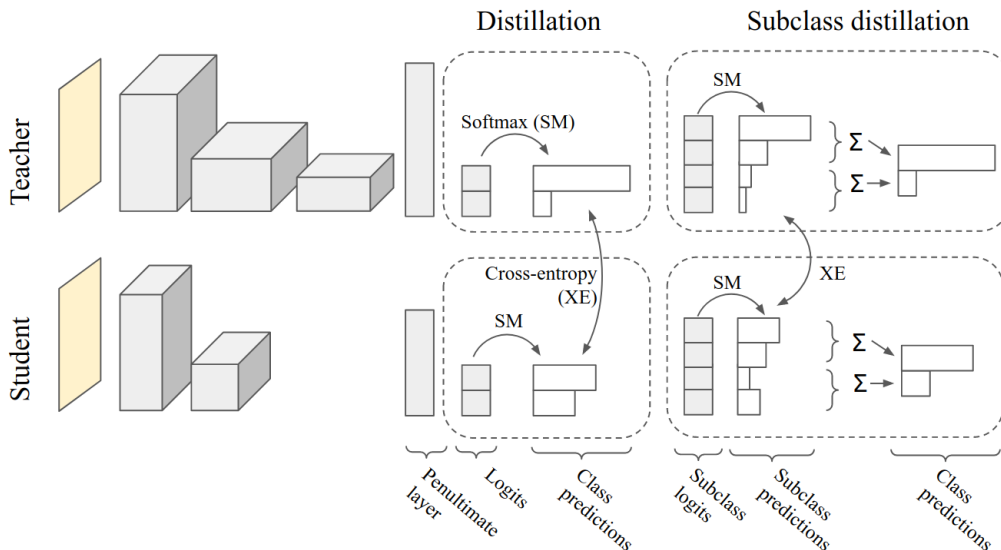 Distillation
Subclass distillation
Teacher
Softmax (SM)
SM
Σ
Σ
Cross-entropy
(XE)
XE
Student
SM
SM
Σ
Σ
Penultimate
layer
Logits
Class
predictions
Subclass
logits
Subclass
predictions
Class
predictions